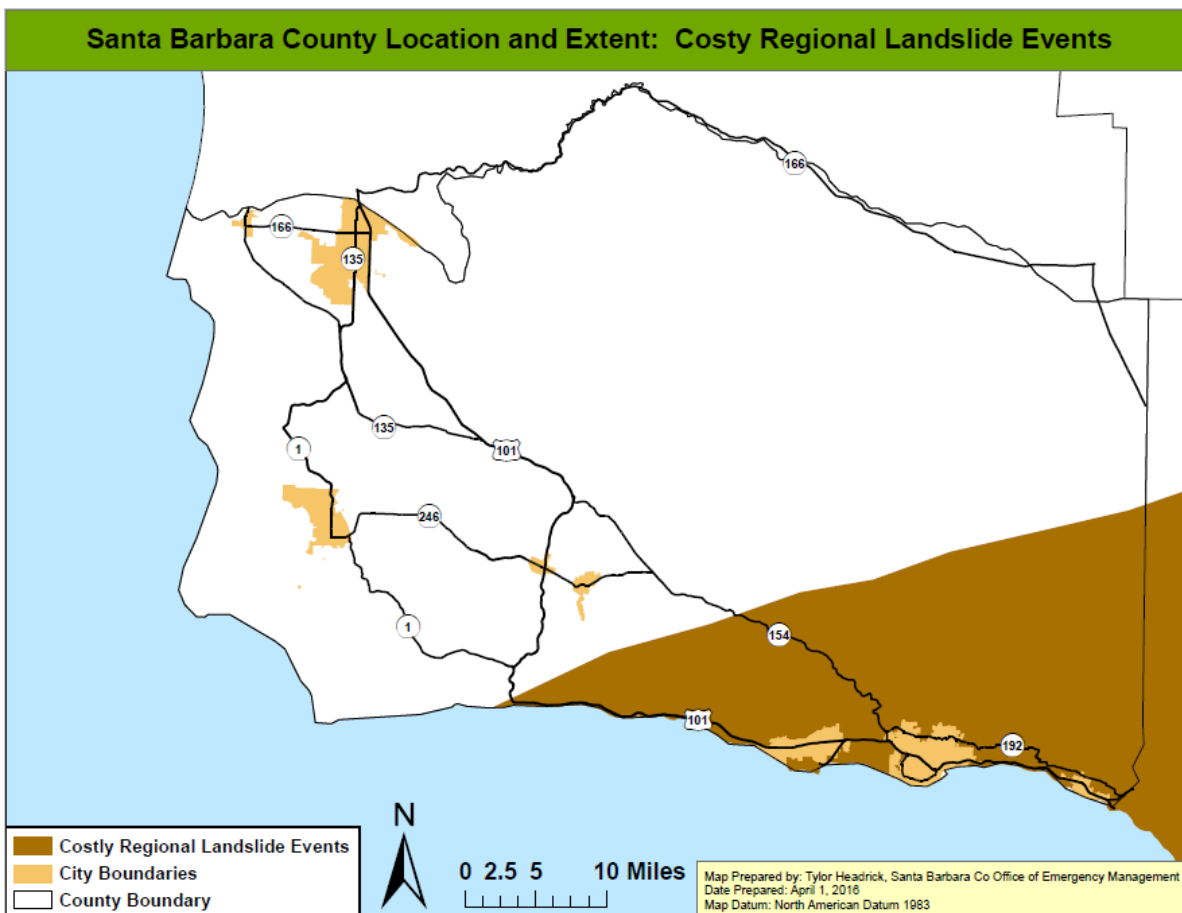 Santa Barbara County Location and Extent: Costy Regional Landslide Events
166
166
135
135
1
101
246
1
154
101
192
Costly Regional Landslide Events
City Boundaries
County Boundary
N
0 2.5 5 10 Miles
Map Prepared by: Tylor Headrick, Santa Barbara Co Office of Emergency Management
Date Prepared: April 1, 2016
Map Datum: North American Datum 1983